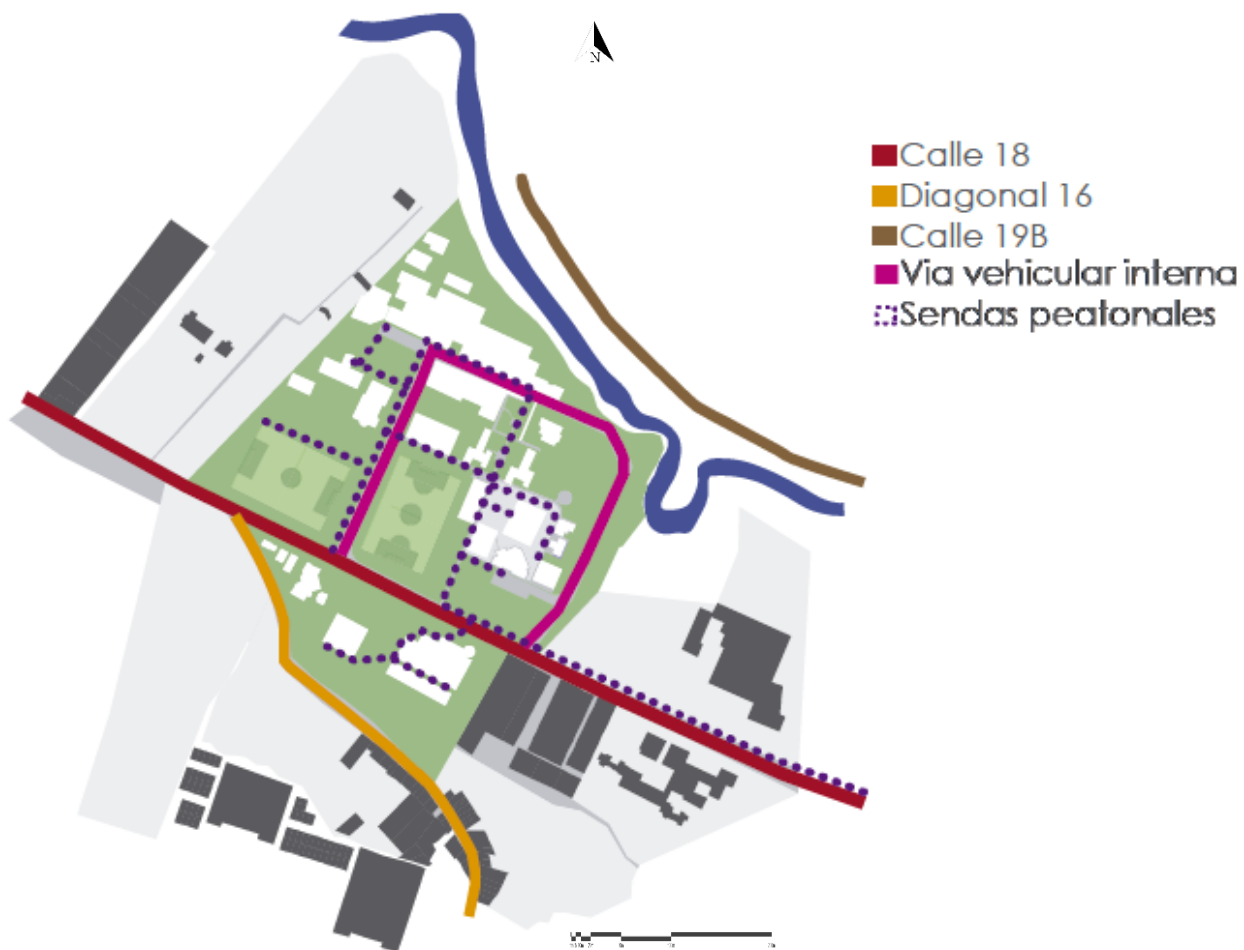 N
Calle 18
Diagonal 16
Calle 19B
Via vehicular interna
Sendas peatonales